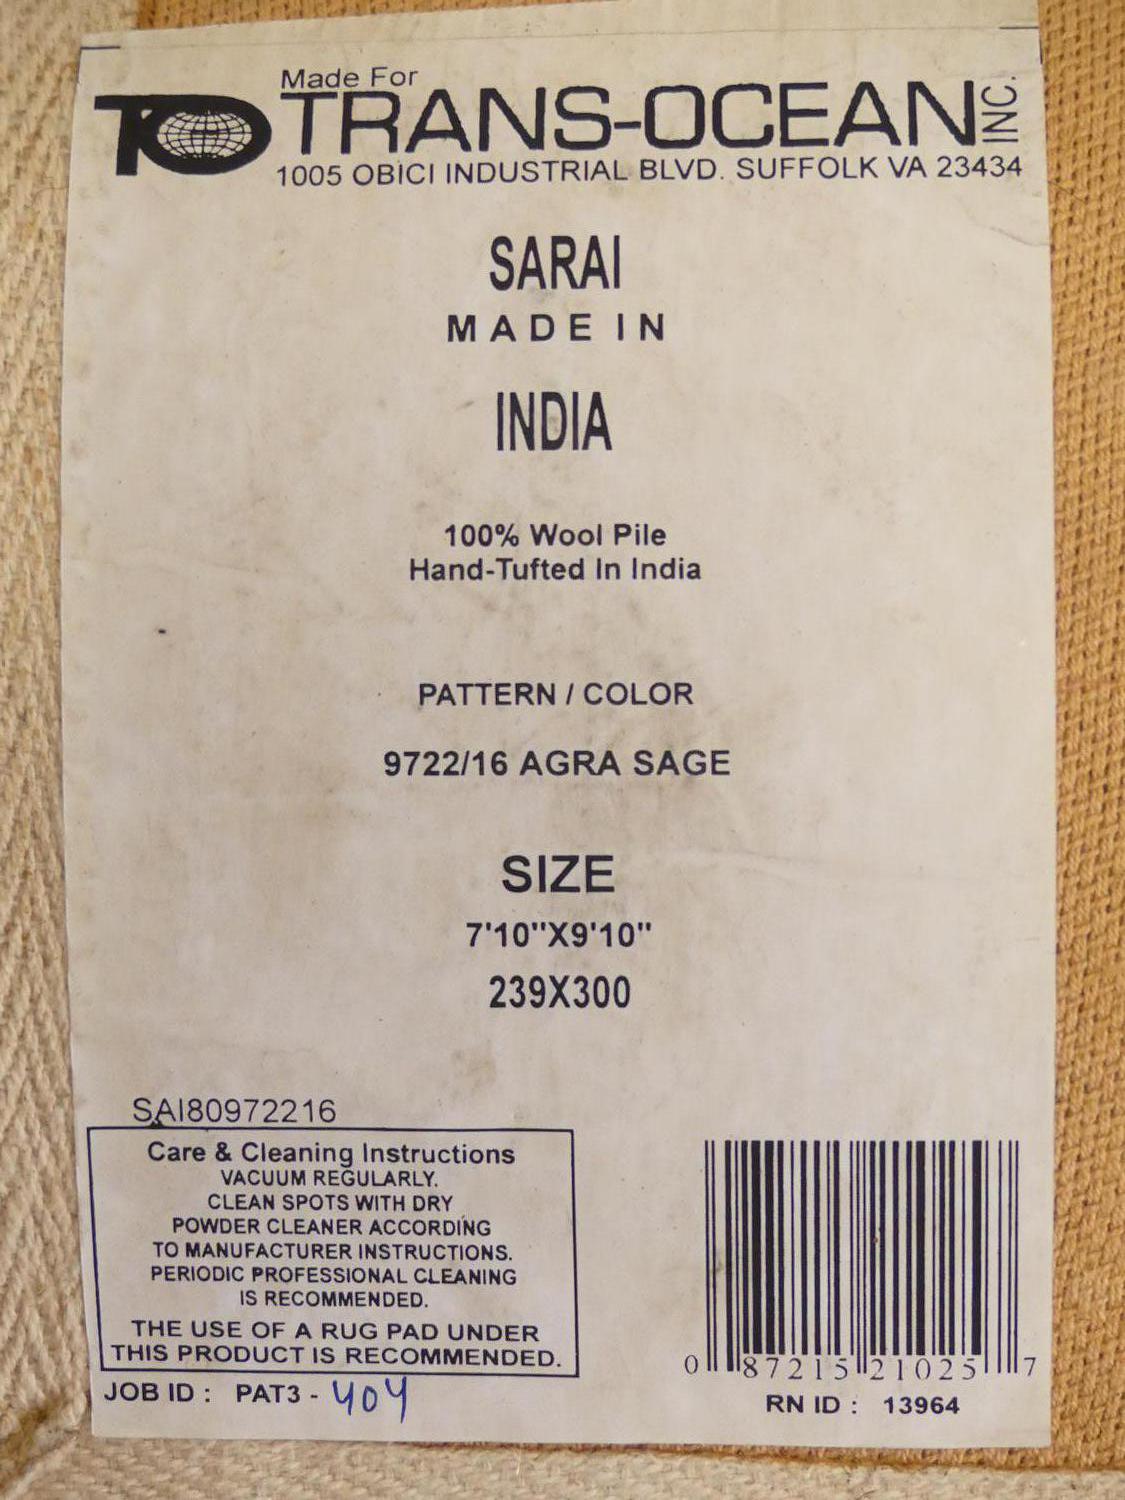 Made For
TO TRANS-OCEAN INC.
1005 OBICI INDUSTRIAL BLVD. SUFFOLK VA 23434
SARAI
MADE IN
INDIA
100% Wool Pile
Hand-Tufted In India
PATTERN / COLOR
9722/16 AGRA SAGE
SIZE
7'10"X9'10"
239X300
SAI80972216
Care & Cleaning Instructions
VACUUM REGULARLY.
CLEAN SPOTS WITH DRY
POWDER CLEANER ACCORDING
TO MANUFACTURER INSTRUCTIONS.
PERIODIC PROFESSIONAL CLEANING
IS RECOMMENDED.
THE USE OF A RUG PAD UNDER
THIS PRODUCT IS RECOMMENDED.
JOB ID : PAT3 - 404
0 87215 21025 7
RN ID : 13964